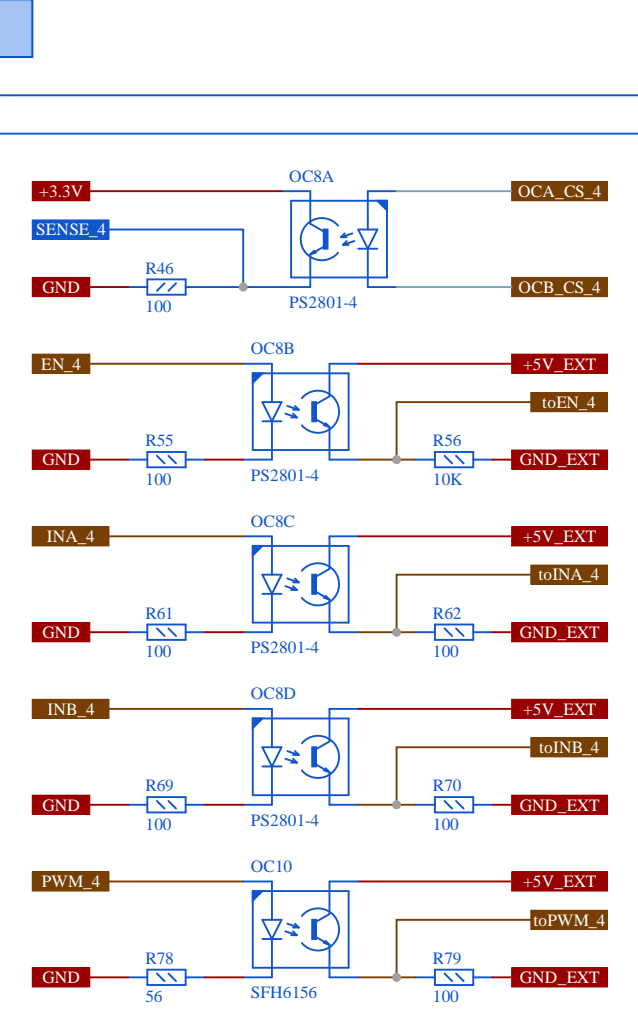 OC8A
+3.3V
OCA_CS_4
SENSE_4
R46
GND
OCB_CS_4
100
PS2801-4
OC8B
EN_4
+5V_EXT
toEN_4
R55
R56
GND
GND_EXT
100
PS2801-4
10K
OC8C
INA_4
+5V_EXT
toINA_4
R61
R62
GND
GND_EXT
100
PS2801-4
100
OC8D
INB_4
+5V_EXT
toINB_4
R69
R70
GND
GND_EXT
100
PS2801-4
100
OC10
PWM_4
+5V_EXT
toPWM_4
R78
R79
GND
GND_EXT
56
SFH6156
100